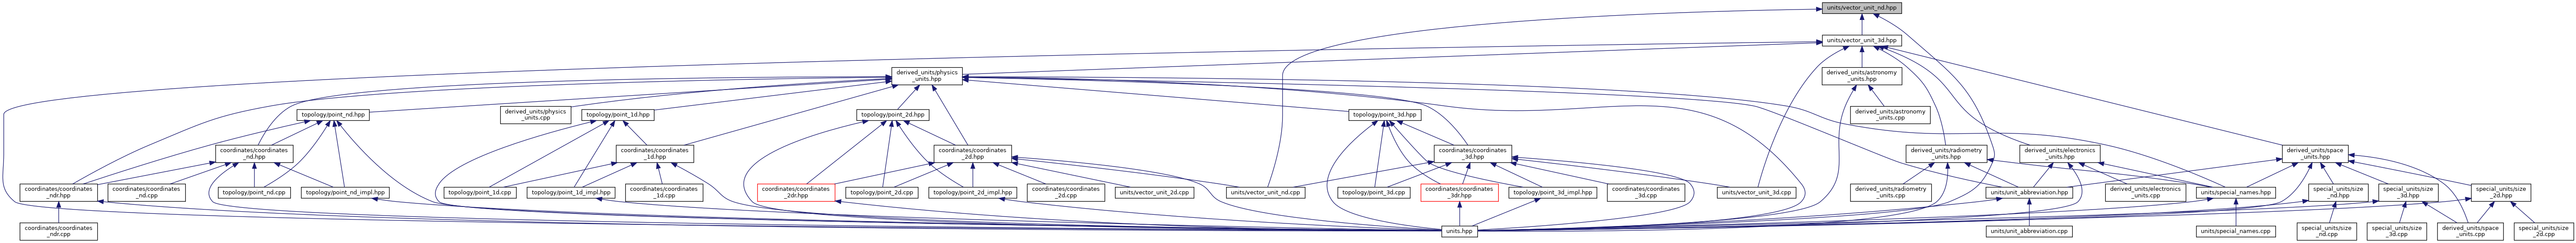 units/vector_unit_nd.hpp
units/vector_unit_3d.hpp
derived_units/physics
_units.hpp
derived_units/astronomy
_units.hpp
topology/point_nd.hpp
derived_units/physics
_units.cpp
topology/point_1d.hpp
topology/point_2d.hpp
topology/point_3d.hpp
derived_units/astronomy
_units.cpp
coordinates/coordinates
_nd.hpp
coordinates/coordinates
_1d.hpp
coordinates/coordinates
_2d.hpp
coordinates/coordinates
_3d.hpp
derived_units/radiometry
_units.hpp
derived_units/electronics
_units.hpp
derived_units/space
_units.hpp
coordinates/coordinates
_ndr.hpp
coordinates/coordinates
_nd.cpp
topology/point_nd.cpp
topology/point_nd_impl.hpp
topology/point_1d.cpp
topology/point_1d_impl.hpp
coordinates/coordinates
_1d.cpp
coordinates/coordinates
_2dr.hpp
topology/point_2d.cpp
topology/point_2d_impl.hpp
coordinates/coordinates
_2d.cpp
units/vector_unit_2d.cpp
units/vector_unit_nd.cpp
topology/point_3d.cpp
coordinates/coordinates
_3dr.hpp
topology/point_3d_impl.hpp
coordinates/coordinates
_3d.cpp
units/vector_unit_3d.cpp
derived_units/radiometry
_units.cpp
units/unit_abbreviation.hpp
derived_units/electronics
_units.cpp
units/special_names.hpp
special_units/size
_nd.hpp
special_units/size
_3d.hpp
special_units/size
_2d.hpp
coordinates/coordinates
_ndr.cpp
units.hpp
units/unit_abbreviation.cpp
units/special_names.cpp
special_units/size
_nd.cpp
special_units/size
_3d.cpp
derived_units/space
_units.cpp
special_units/size
_2d.cpp